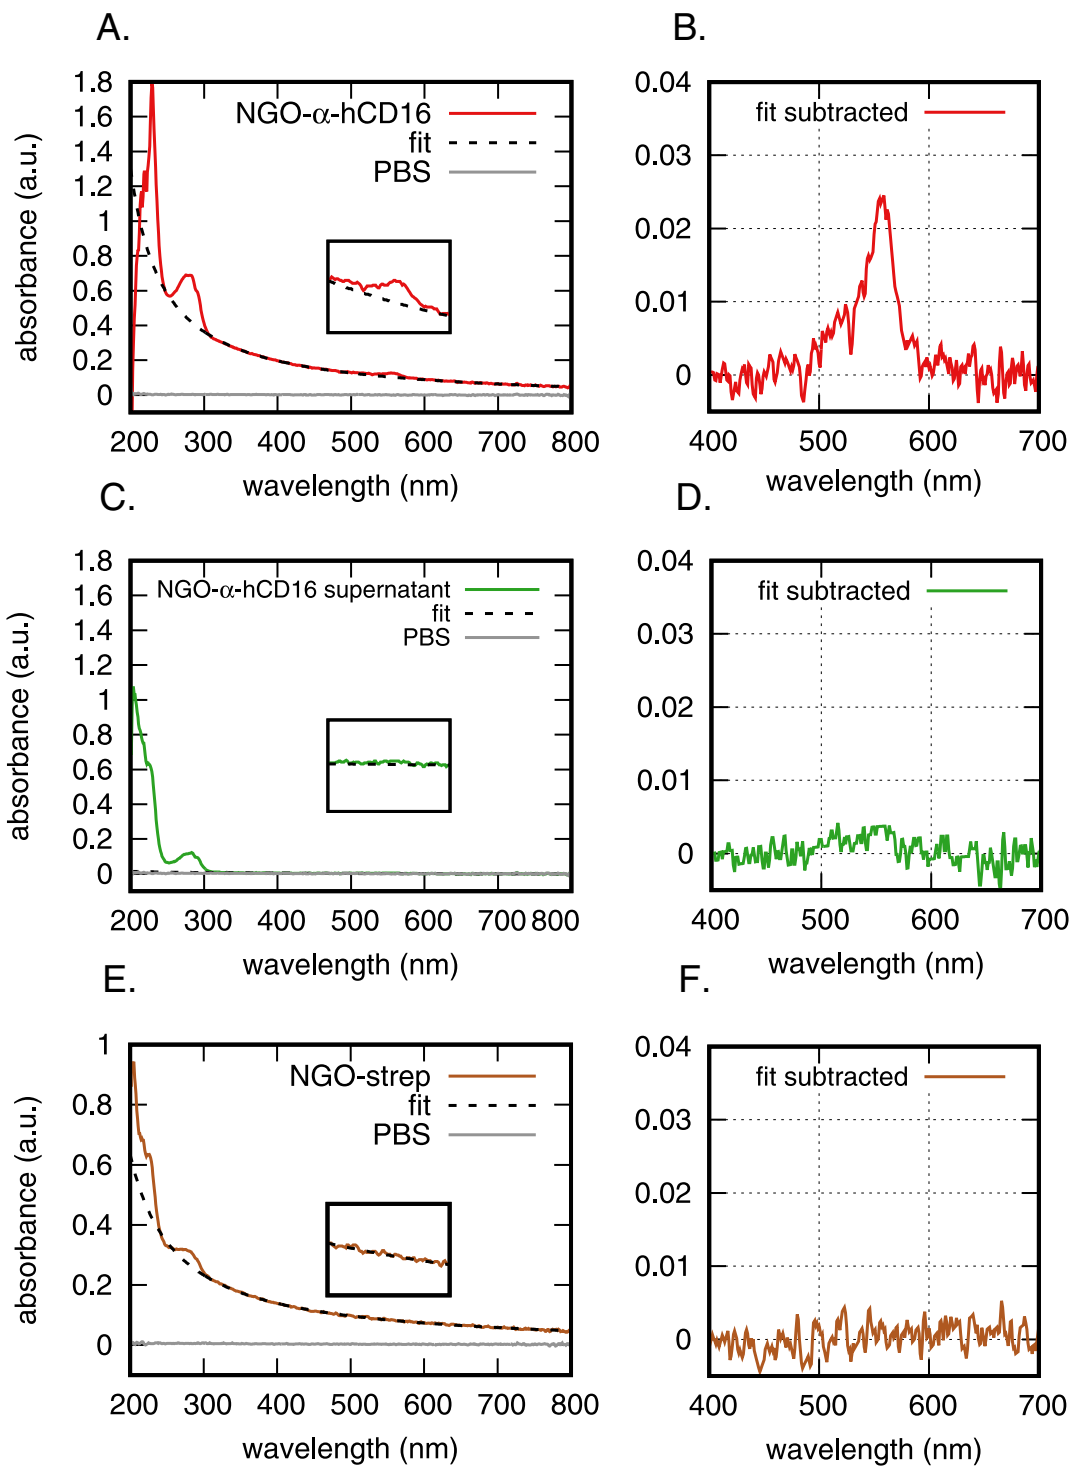 A.
absorbance (a.u.)
1.8
1.6
1.4
1.2
1
0.8
0.6
0.4
0.2
0
NGO-α-hCD16
fit
PBS
200 300 400 500 600 700 800
wavelength (nm)
B.
0.04
0.03
0.02
0.01
0
fit subtracted
400 500 600 700
wavelength (nm)
C.
absorbance (a.u.)
1.8
1.6
1.4
1.2
1
0.8
0.6
0.4
0.2
0
NGO-α-hCD16 supernatant
fit
PBS
200 300 400 500 600 700 800
wavelength (nm)
D.
0.04
0.03
0.02
0.01
0
fit subtracted
400 500 600 700
wavelength (nm)
E.
absorbance (a.u.)
1
0.8
0.6
0.4
0.2
0
NGO-strep
fit
PBS
200 300 400 500 600 700 800
wavelength (nm)
F.
0.04
0.03
0.02
0.01
0
fit subtracted
400 500 600 700
wavelength (nm)